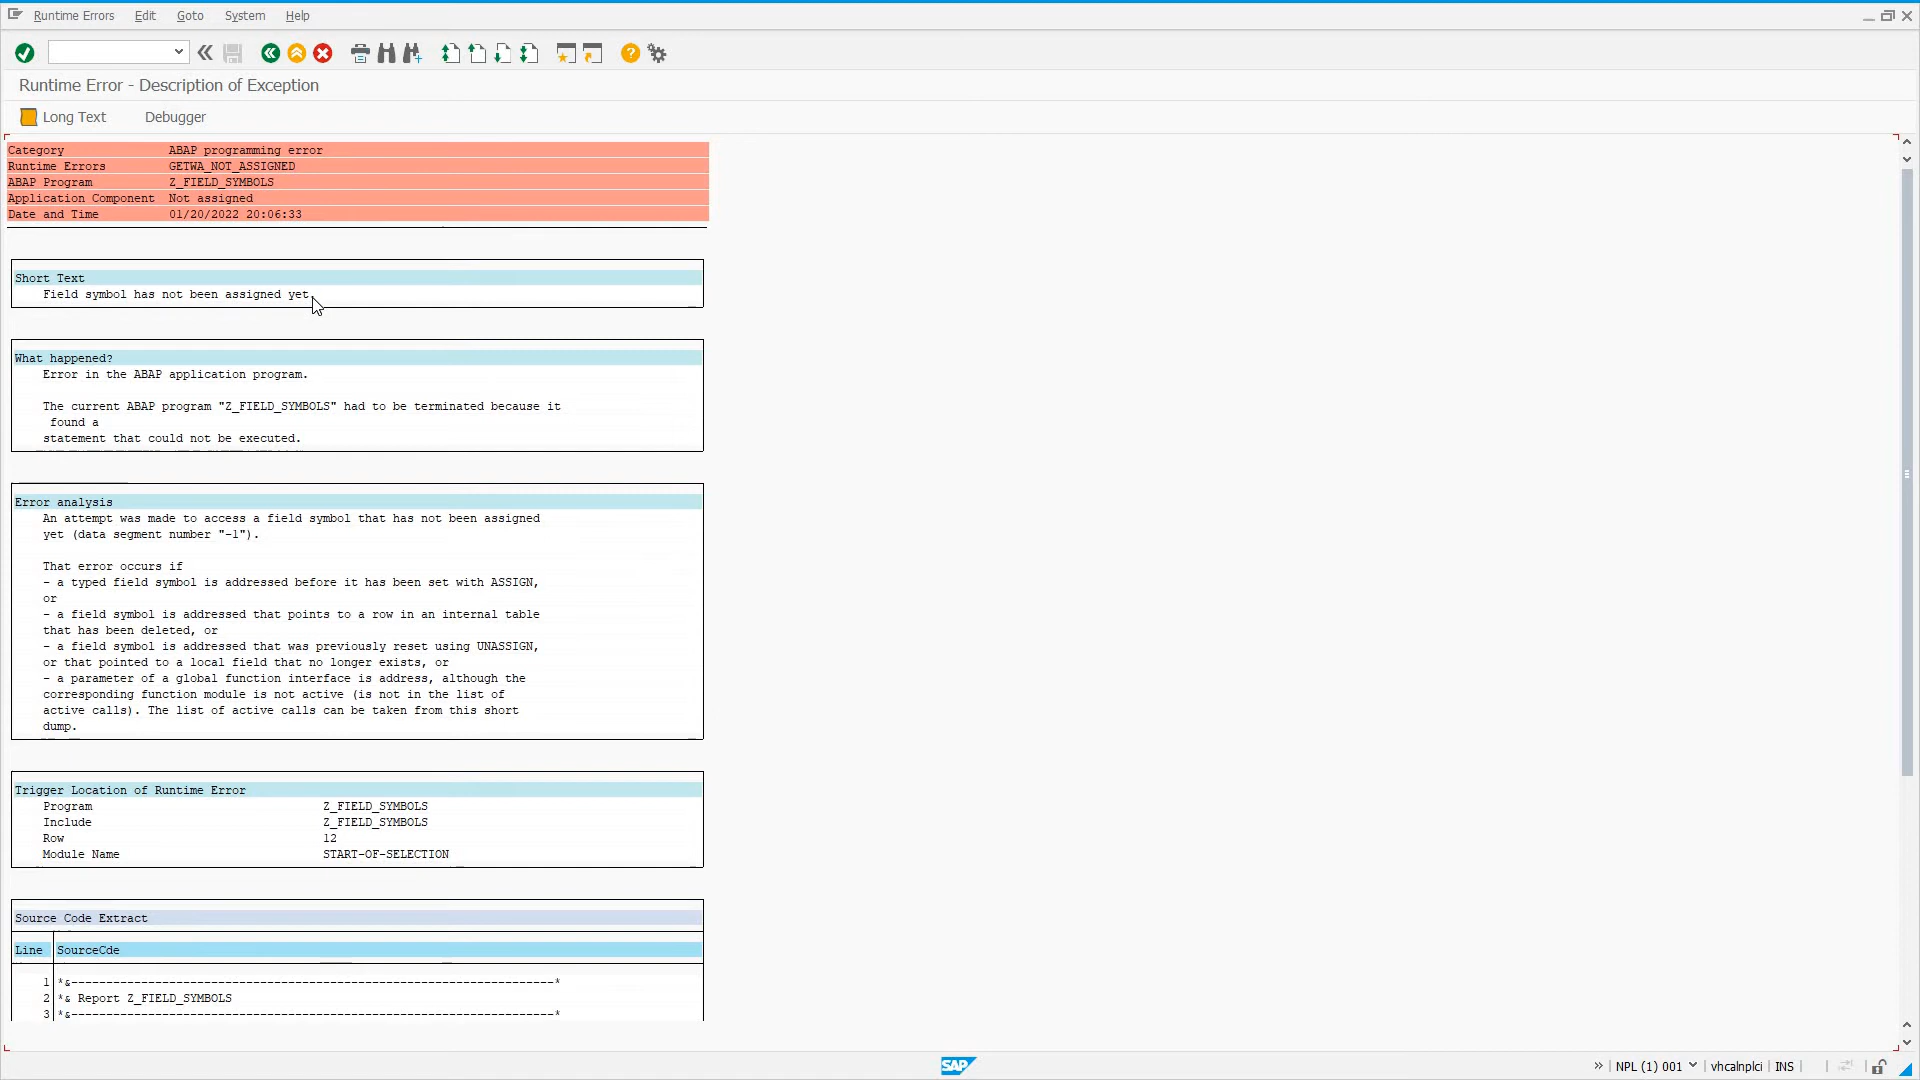 Runtime Errors Edit Goto System Help
Runtime Error - Description of Exception
Long Text Debugger
Category ABAP programming error
Runtime Errors GETWA_NOT_ASSIGNED
ABAP Program Z_FIELD_SYMBOLS
Application Component Not assigned
Date and Time 01/20/2022 20:06:33
Short Text
Field symbol has not been assigned yet.
What happened?
Error in the ABAP application program.
The current ABAP program "Z_FIELD_SYMBOLS" had to be terminated because it
found a
statement that could not be executed.
Error analysis
An attempt was made to access a field symbol that has not been assigned
yet (data segment number "-1").
That error occurs if
- a typed field symbol is addressed before it has been set with ASSIGN,
or
- a field symbol is addressed that points to a row in an internal table
that has been deleted, or
- a field symbol is addressed that was previously reset using UNASSIGN,
or that pointed to a local field that no longer exists, or
- a parameter of a global function interface is address, although the
corresponding function module is not active (is not in the list of
active calls). The list of active calls can be taken from this short
dump.
Trigger Location of Runtime Error
Program Z_FIELD_SYMBOLS
Include Z_FIELD_SYMBOLS
Row 12
Module Name START-OF-SELECTION
Source Code Extract
Line SourceCde
1 *&---------------------------------------------------------------------*
2 *& Report Z_FIELD_SYMBOLS
3 *&---------------------------------------------------------------------*
SAP
NPL (1) 001 vhcalnplci INS